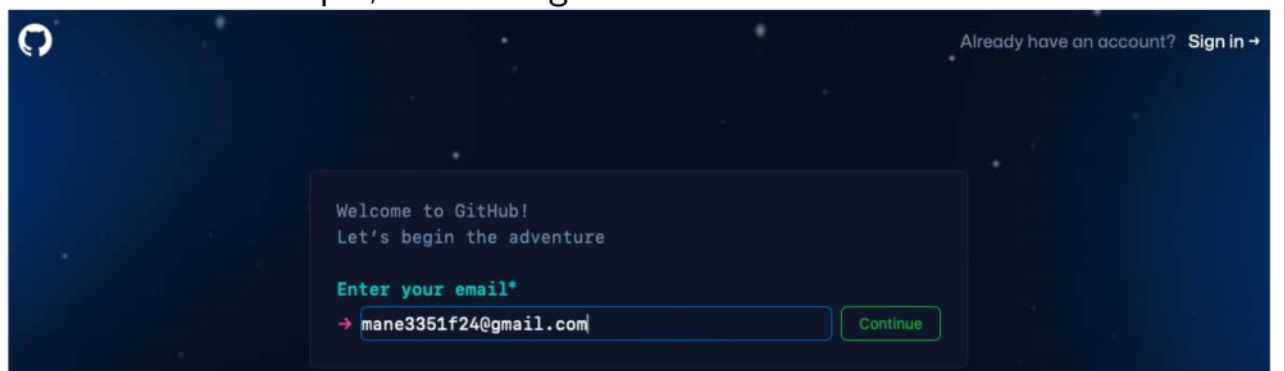 Already have an account? Sign in →
Welcome to GitHub!
Let's begin the adventure
Enter your email*
→ mane3351f24@gmail.com Continue